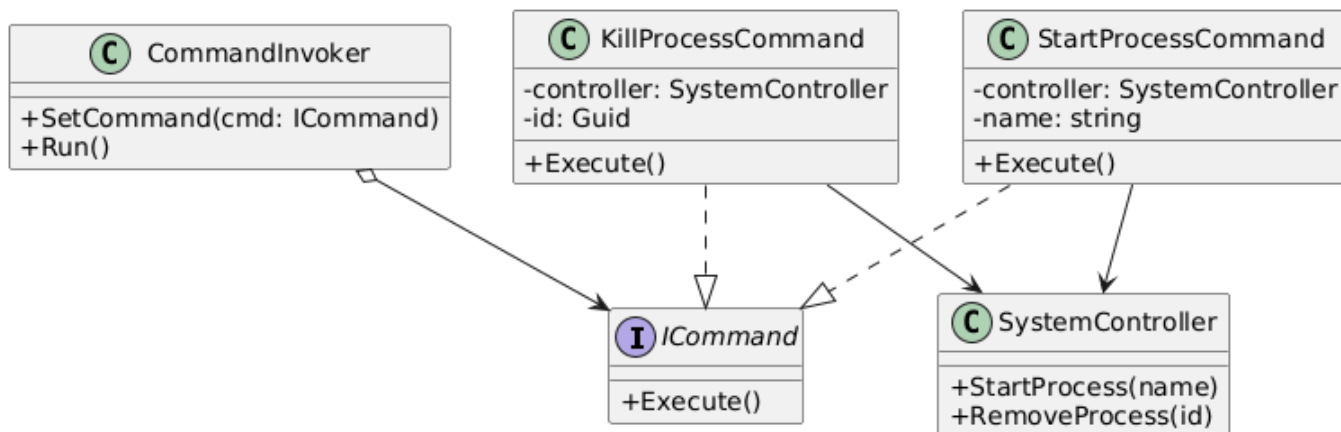 C CommandInvoker
+SetCommand(cmd: ICommand)
+Run()
C KillProcessCommand
-controller: SystemController
-id: Guid
+Execute()
C StartProcessCommand
-controller: SystemController
-name: string
+Execute()
I ICommand
+Execute()
C SystemController
+StartProcess(name)
+RemoveProcess(id)